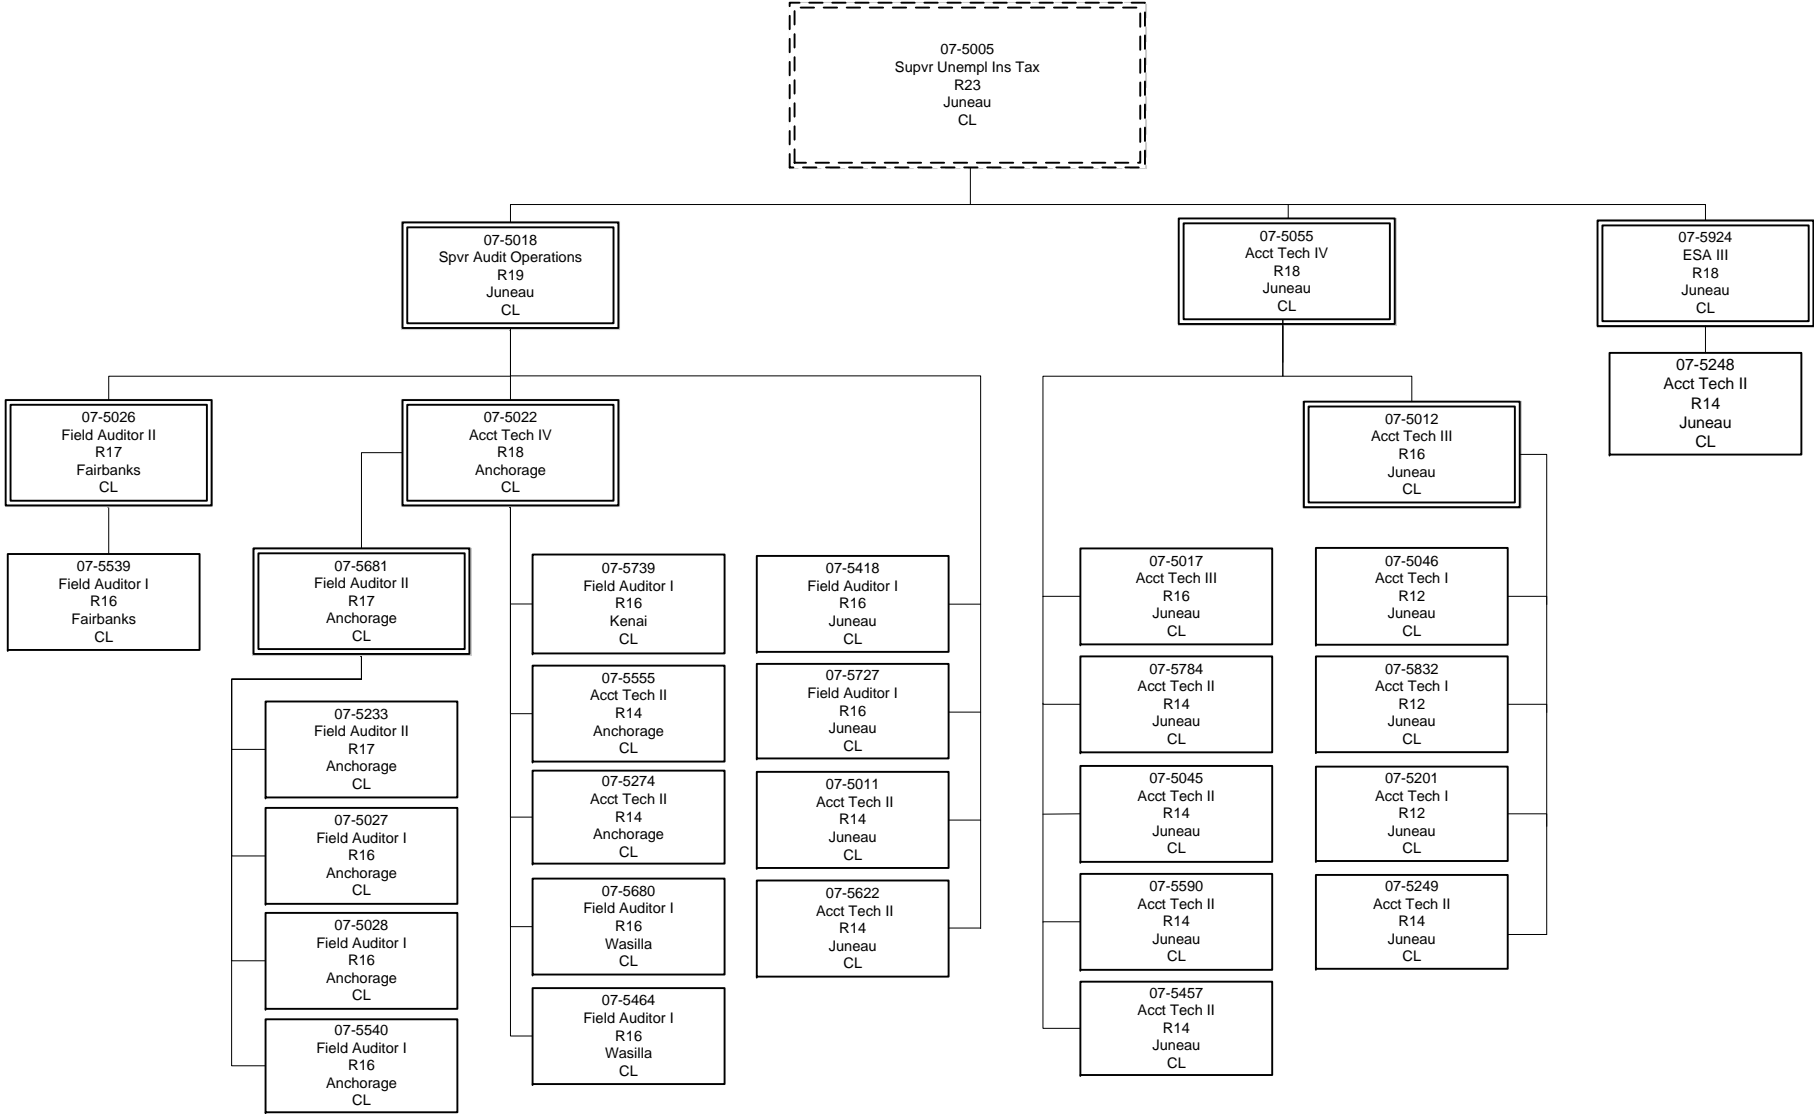 07-5005
Supvr Unempl Ins Tax
R23
Juneau
CL
07-5018
Spvr Audit Operations
R19
Juneau
CL
07-5055
Acct Tech IV
R18
Juneau
CL
07-5924
ESA III
R18
Juneau
CL
07-5248
Acct Tech II
R14
Juneau
CL
07-5026
Field Auditor II
R17
Fairbanks
CL
07-5022
Acct Tech IV
R18
Anchorage
CL
07-5012
Acct Tech III
R16
Juneau
CL
07-5539
Field Auditor I
R16
Fairbanks
CL
07-5681
Field Auditor II
R17
Anchorage
CL
07-5233
Field Auditor II
R17
Anchorage
CL
07-5027
Field Auditor I
R16
Anchorage
CL
07-5028
Field Auditor I
R16
Anchorage
CL
07-5540
Field Auditor I
R16
Anchorage
CL
07-5739
Field Auditor I
R16
Kenai
CL
07-5555
Acct Tech II
R14
Anchorage
CL
07-5274
Acct Tech II
R14
Anchorage
CL
07-5680
Field Auditor I
R16
Wasilla
CL
07-5464
Field Auditor I
R16
Wasilla
CL
07-5418
Field Auditor I
R16
Juneau
CL
07-5727
Field Auditor I
R16
Juneau
CL
07-5011
Acct Tech II
R14
Juneau
CL
07-5622
Acct Tech II
R14
Juneau
CL
07-5017
Acct Tech III
R16
Juneau
CL
07-5784
Acct Tech II
R14
Juneau
CL
07-5045
Acct Tech II
R14
Juneau
CL
07-5590
Acct Tech II
R14
Juneau
CL
07-5457
Acct Tech II
R14
Juneau
CL
07-5046
Acct Tech I
R12
Juneau
CL
07-5832
Acct Tech I
R12
Juneau
CL
07-5201
Acct Tech I
R12
Juneau
CL
07-5249
Acct Tech II
R14
Juneau
CL